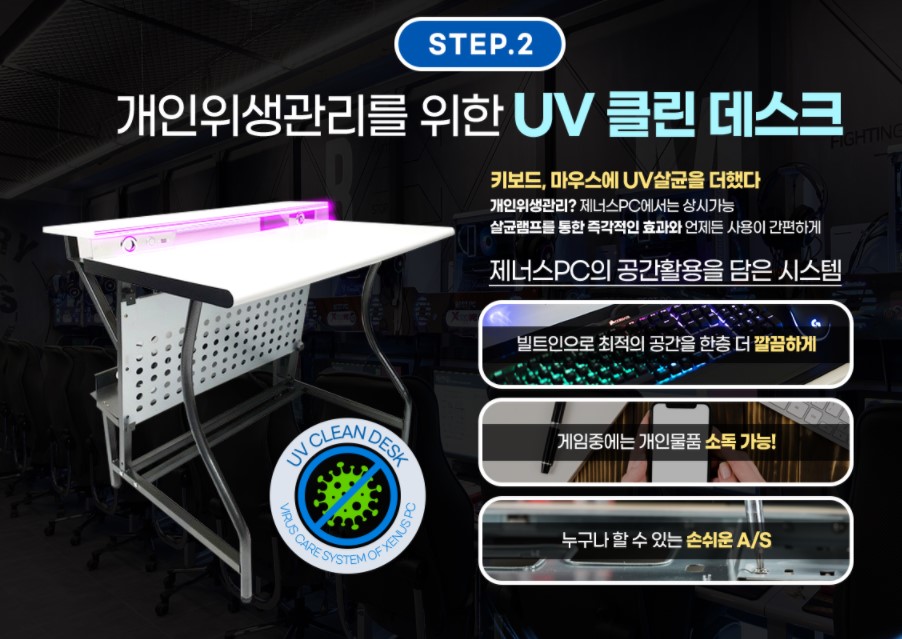 STEP.2
개인위생관리를 위한 UV 클린 데스크
FIGHTING
키보드, 마우스에 UV살균을 더했다
개인위생관리? 제너스PC에서는 상시가능
살균램프를 통한 즉각적인 효과와 언제든 사용이 간편하게
제너스PC의 공간활용을 담은 시스템
빌트인으로 최적의 공간을 한층 더 깔끔하게
게임중에는 개인물품 소독 가능!
누구나 할 수 있는 손쉬운 A/S
UV CLEAN DESK
VIRUS CARE SYSTEM OF XENUS PC